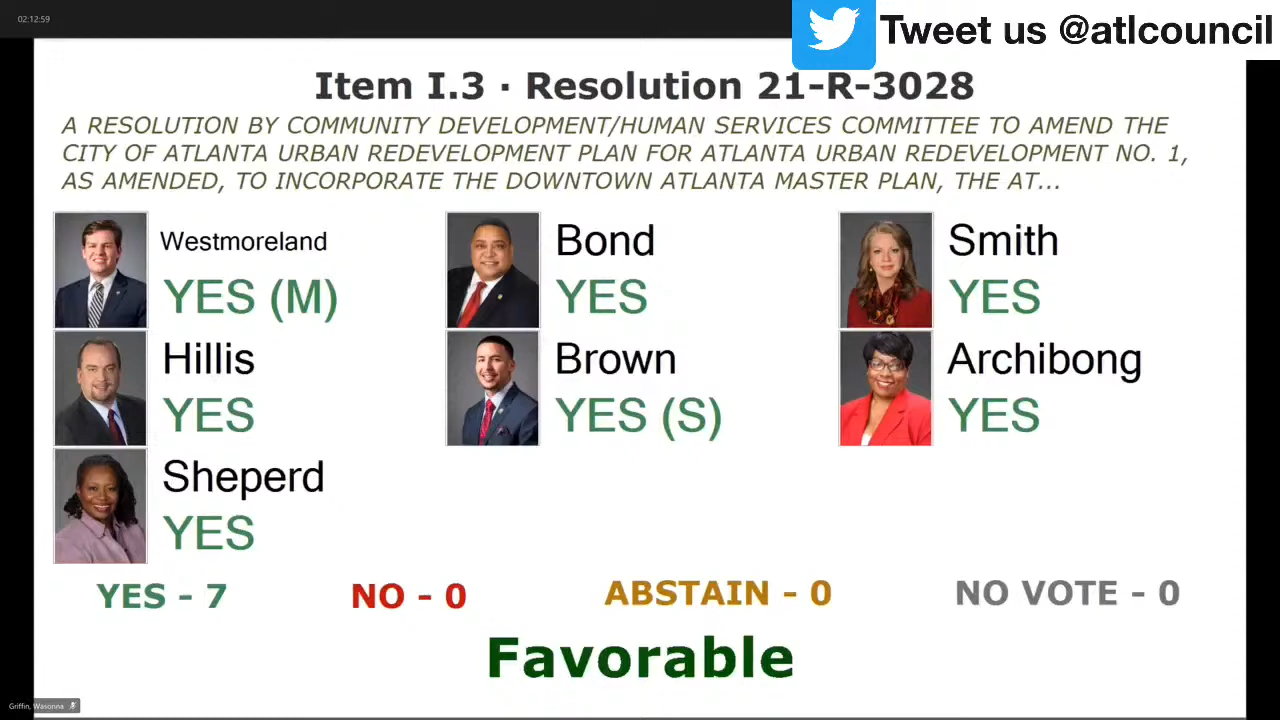 02:12:59
Tweet us @atlcouncil
Item I.3 · Resolution 21-R-3028
A RESOLUTION BY COMMUNITY DEVELOPMENT/HUMAN SERVICES COMMITTEE TO AMEND THE
CITY OF ATLANTA URBAN REDEVELOPMENT PLAN FOR ATLANTA URBAN REDEVELOPMENT NO. 1,
AS AMENDED, TO INCORPORATE THE DOWNTOWN ATLANTA MASTER PLAN, THE AT...
Westmoreland
YES (M)
Bond
YES
Smith
YES
Hillis
YES
Brown
YES (S)
Archibong
YES
Sheperd
YES
YES - 7
NO - 0
ABSTAIN - 0
NO VOTE - 0
Favorable
Griffin, Wasonna